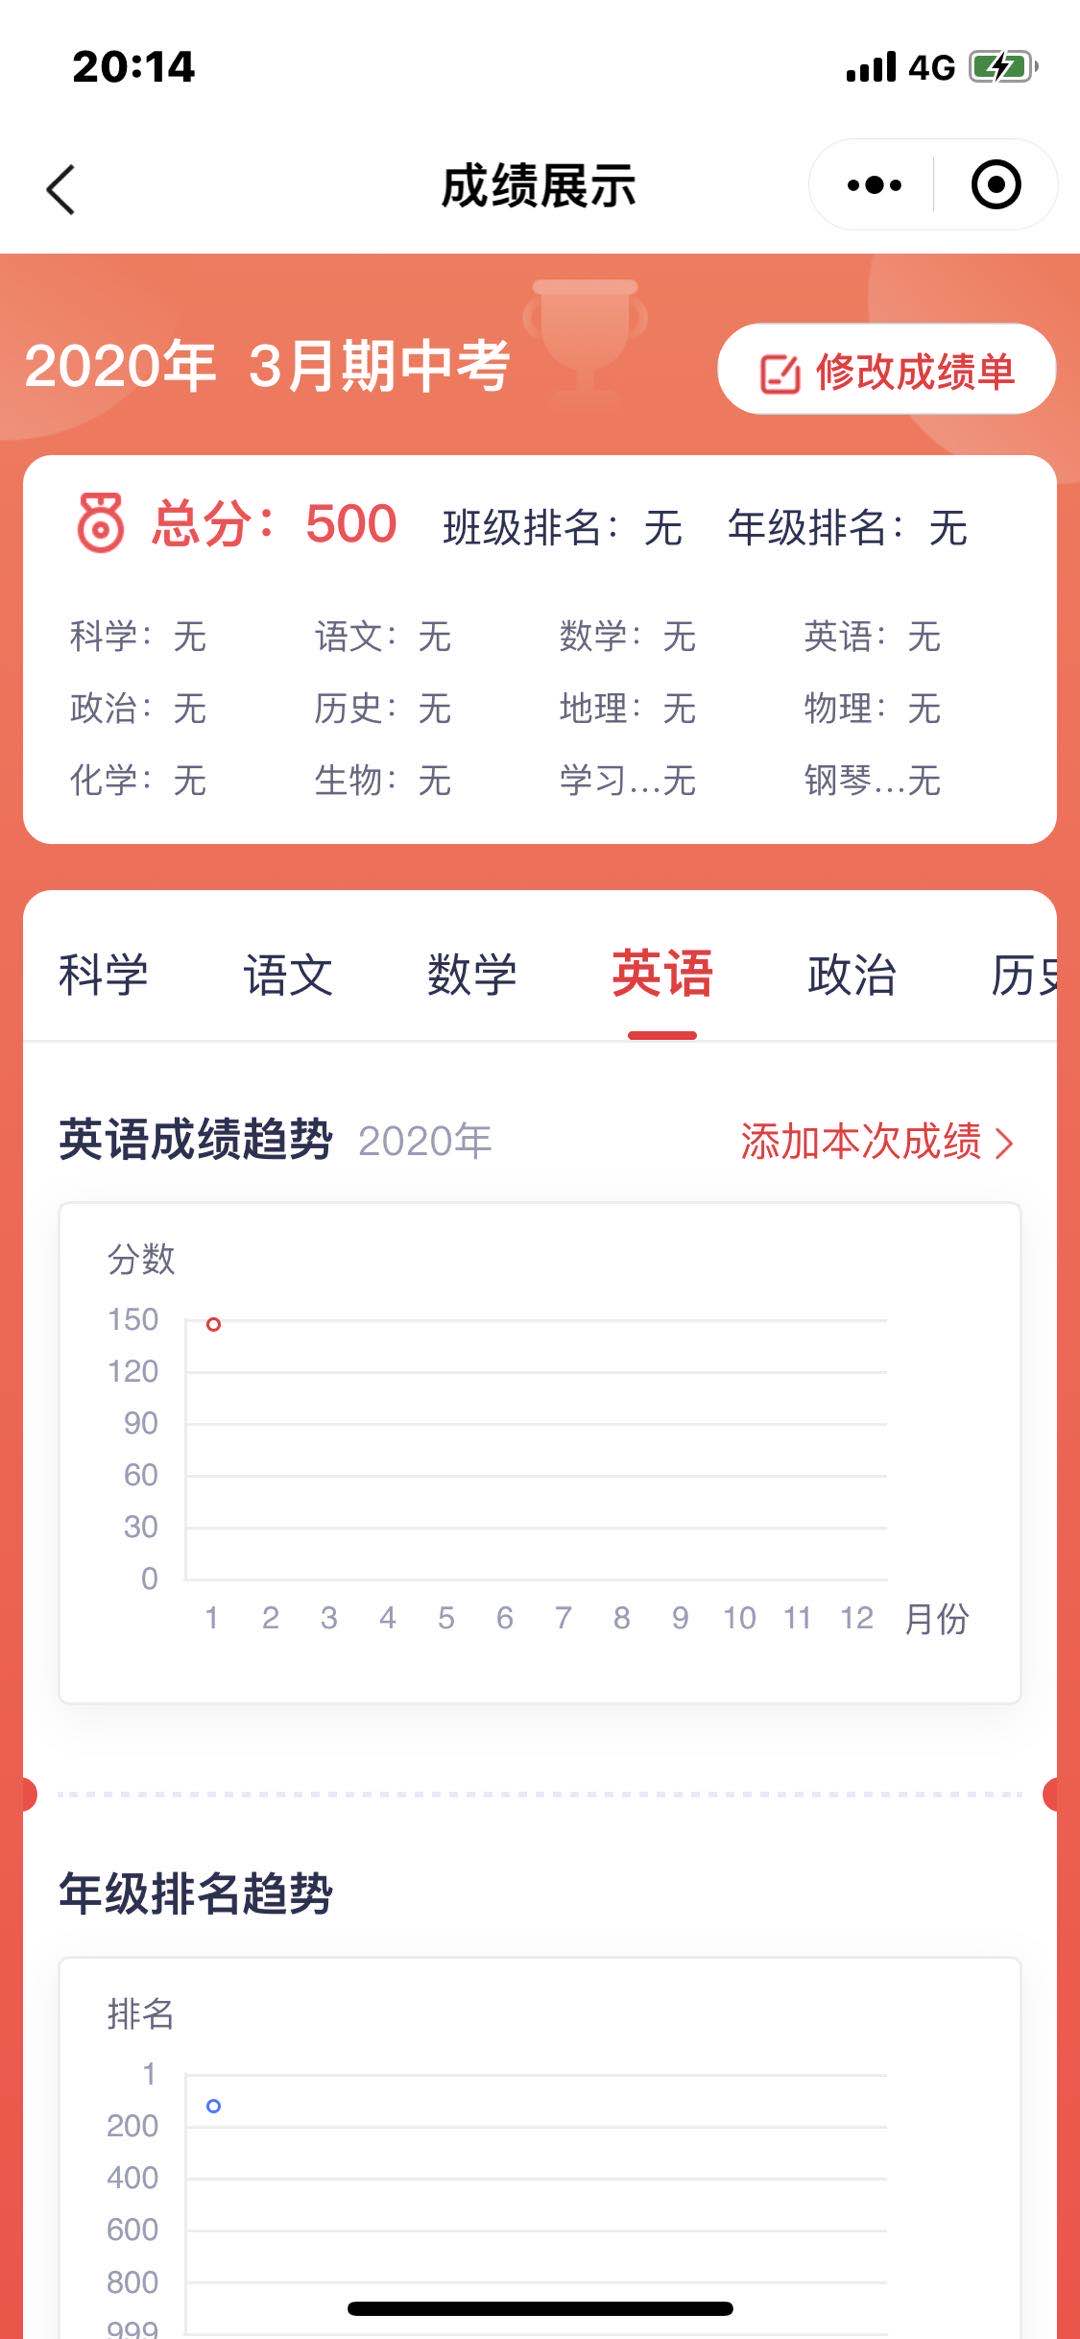 20:14
4G
成绩展示
2020年 3月期中考
修改成绩单
总分：500 班级排名：无 年级排名：无
科学：无 语文：无 数学：无 英语：无
政治：无 历史：无 地理：无 物理：无
化学：无 生物：无 学习...无 钢琴...无
科学 语文 数学 英语 政治 历史
英语成绩趋势 2020年 添加本次成绩
分数
150
120
90
60
30
0
1 2 3 4 5 6 7 8 9 10 11 12 月份
年级排名趋势
排名
1
200
400
600
800
999